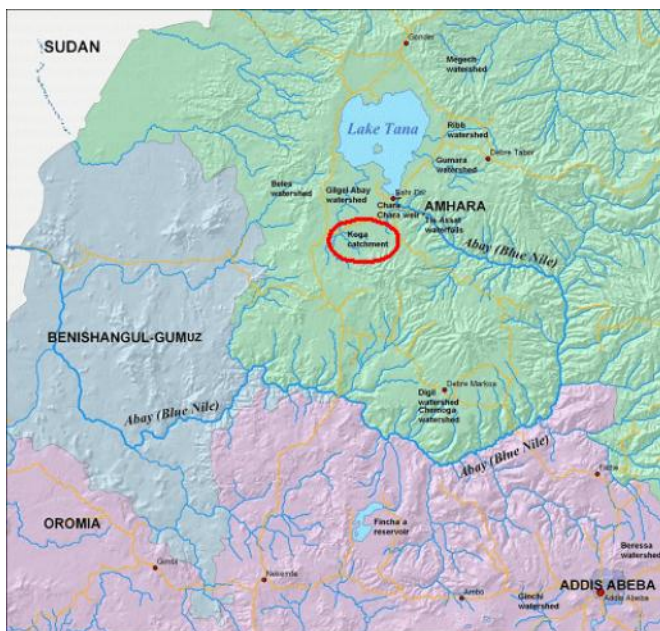 SUDAN
Gonder
Megech
watershed
Lake Tana
Ribb
watershed
Debre Tabor
Gumara
watershed
Beles
watershed
Gilgel Abay
watershed
Bahr Dir
Chara
Chara weir
AMHARA
Tis Assat
waterfalls
Koga
catchment
Abay (Blue Nile)
BENISHANGUL-GUMUZ
Debre Markos
Digil
watershed
Chemoga
watershed
Abay (Blue Nile)
Abay (Blue Nile)
Fiche
OROMIA
Fincha'a
reservoir
Beressa
watershed
Gimbi
Nekemte
ADDIS ABEBA
Ambo
Ginchi
watershed
Addis Abeba